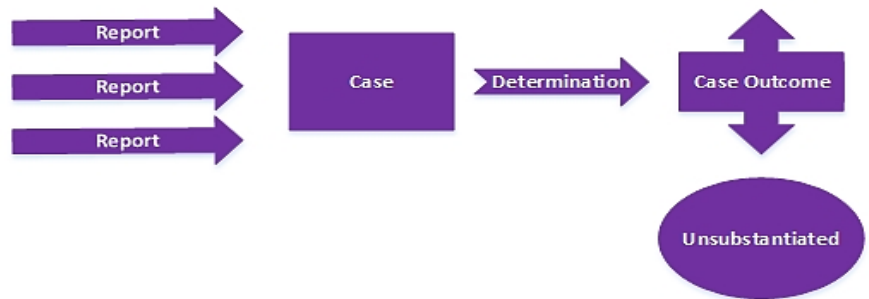 Report
Report
Report
Case
Determination
Case Outcome
Unsubstantiated